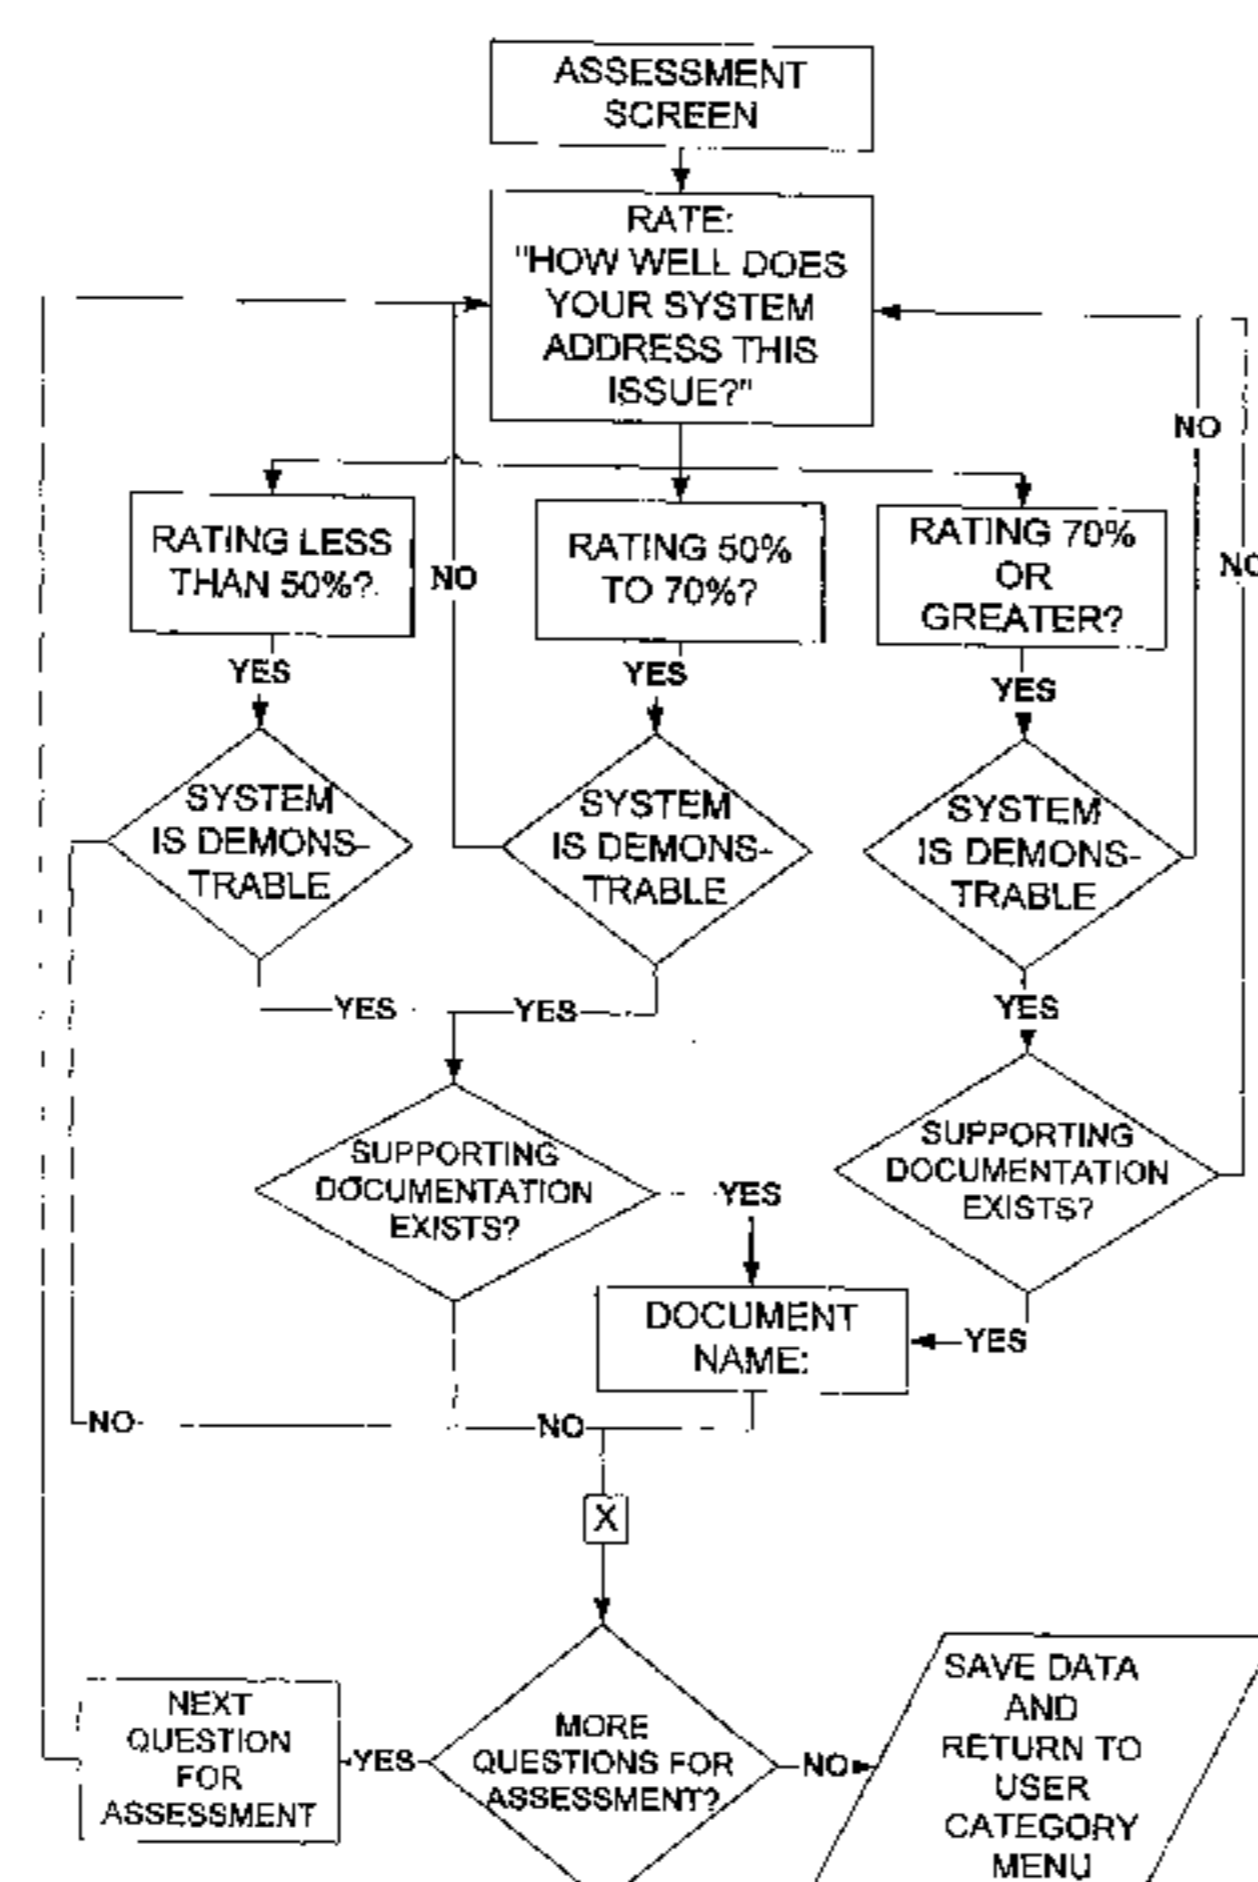 ASSESSMENT
SCREEN
RATE:
"HOW WELL DOES
YOUR SYSTEM
ADDRESS THIS
ISSUE?"
NO
RATING LESS
THAN 50%?
NO
RATING 50%
TO 70%?
RATING 70%
OR
GREATER?
NO
YES
YES
YES
SYSTEM
IS DEMONS-
TRABLE
SYSTEM
IS DEMONS-
TRABLE
SYSTEM
IS DEMONS-
TRABLE
YES
YES
YES
SUPPORTING
DOCUMENTATION
EXISTS?
YES
SUPPORTING
DOCUMENTATION
EXISTS?
DOCUMENT
NAME:
YES
NO
NO
X
NEXT
QUESTION
FOR
ASSESSMENT
YES
MORE
QUESTIONS FOR
ASSESSMENT?
NO
SAVE DATA
AND
RETURN TO
USER
CATEGORY
MENU